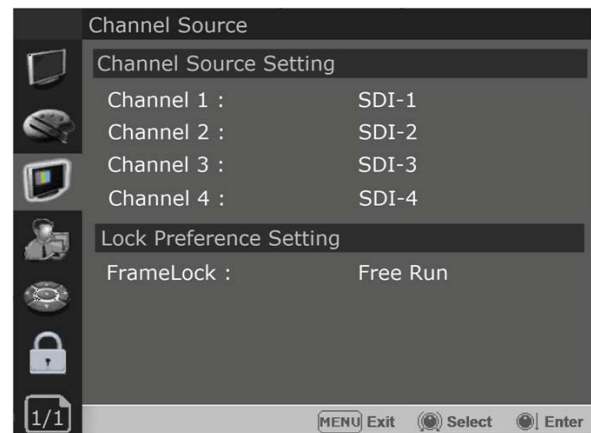 Channel Source
Channel Source Setting
Channel 1 : SDI-1
Channel 2 : SDI-2
Channel 3 : SDI-3
Channel 4 : SDI-4
Lock Preference Setting
FrameLock : Free Run
1/1 MENU Exit Select Enter